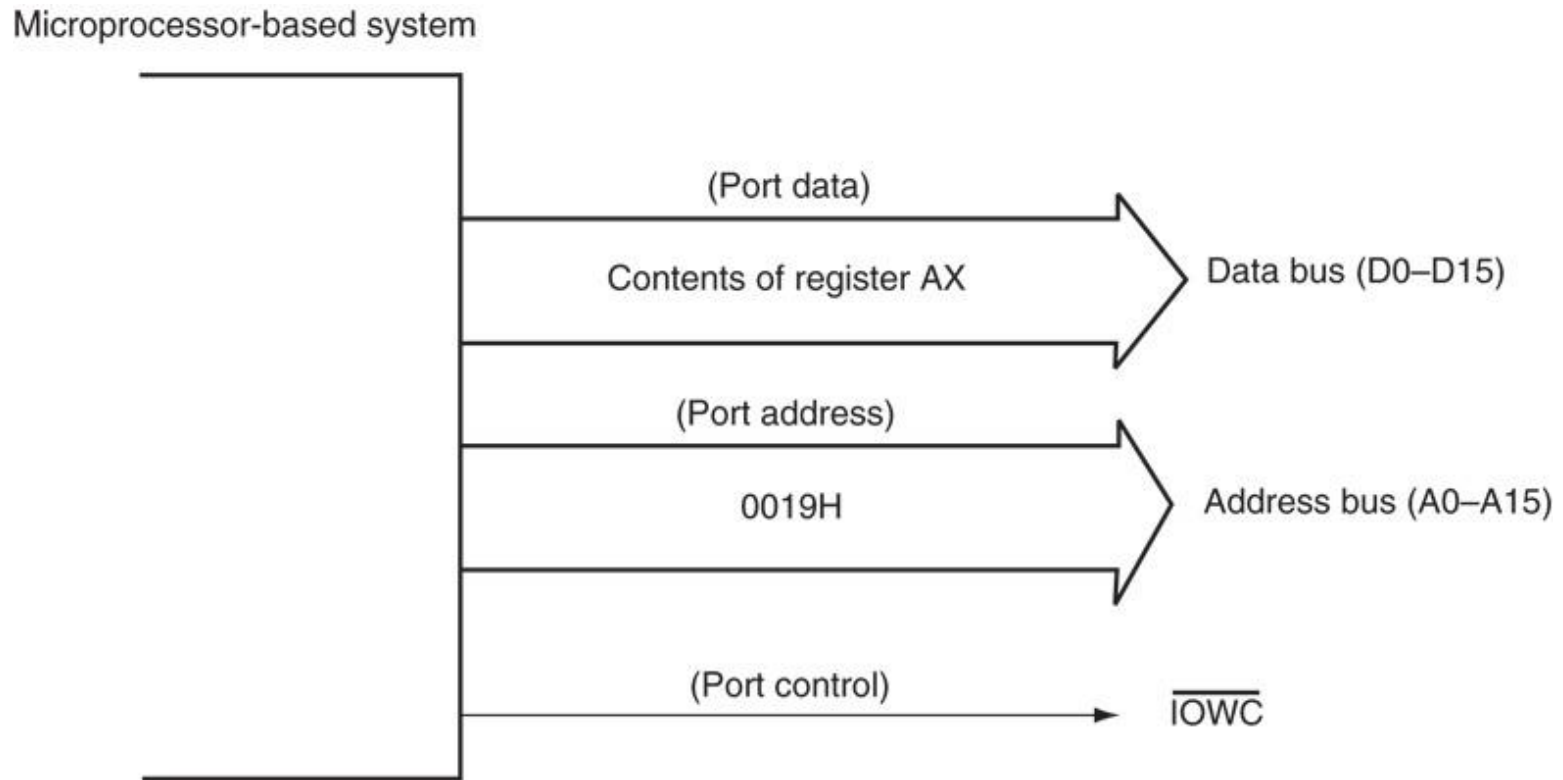 Microprocessor-based system
(Port data)
Contents of register AX
Data bus (D0–D15)
(Port address)
0019H
Address bus (A0–A15)
(Port control)
I̅O̅W̅C̅